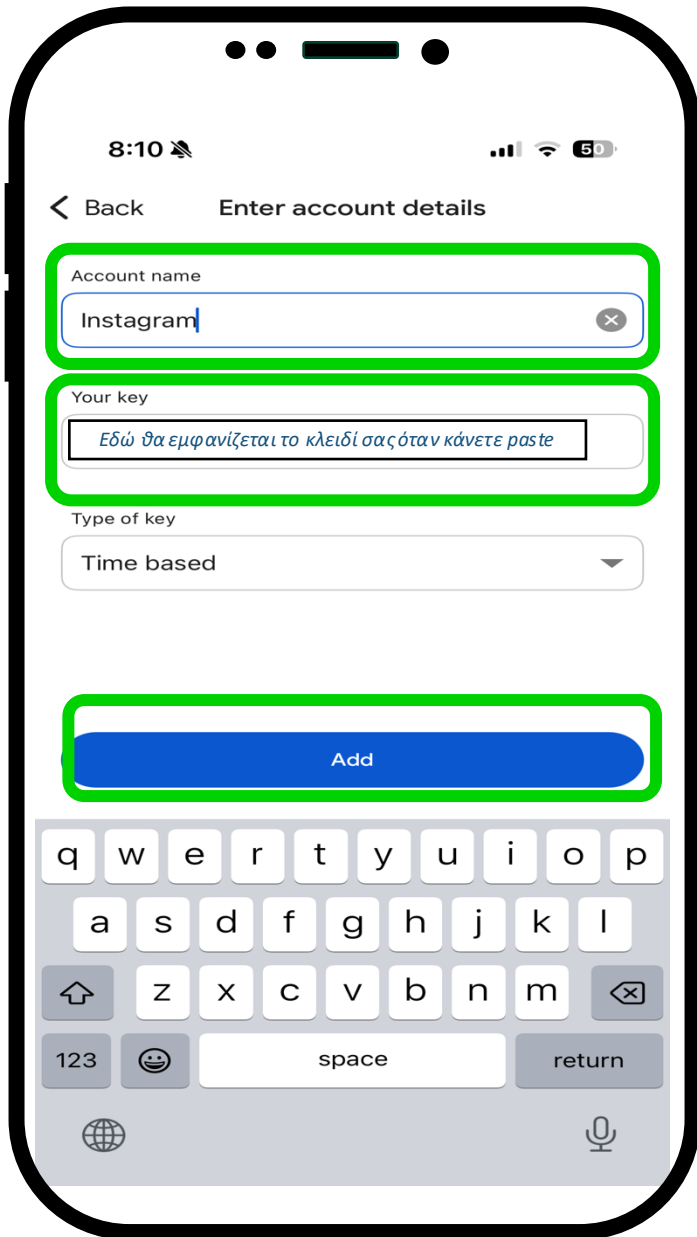 8:10
50
Back Enter account details
Account name
Instagram
Your key
Εδώ θα εμφανίζεται το κλειδί σας όταν κάνετε paste
Type of key
Time based
Add
q w e r t y u i o p
a s d f g h j k l
z x c v b n m
123 space return